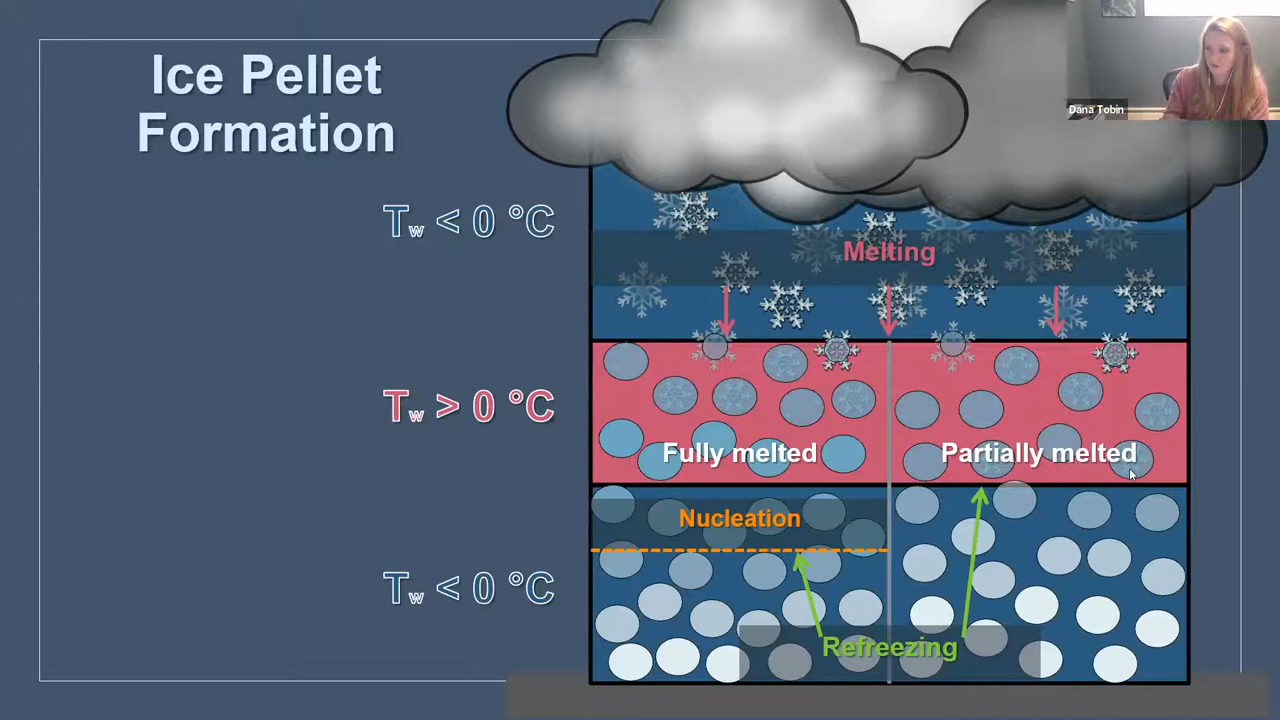 Ice Pellet
Formation
Dana Tobin
Tw < 0 °C
Melting
Tw > 0 °C
Fully melted
Partially melted
Nucleation
Tw < 0 °C
Refreezing